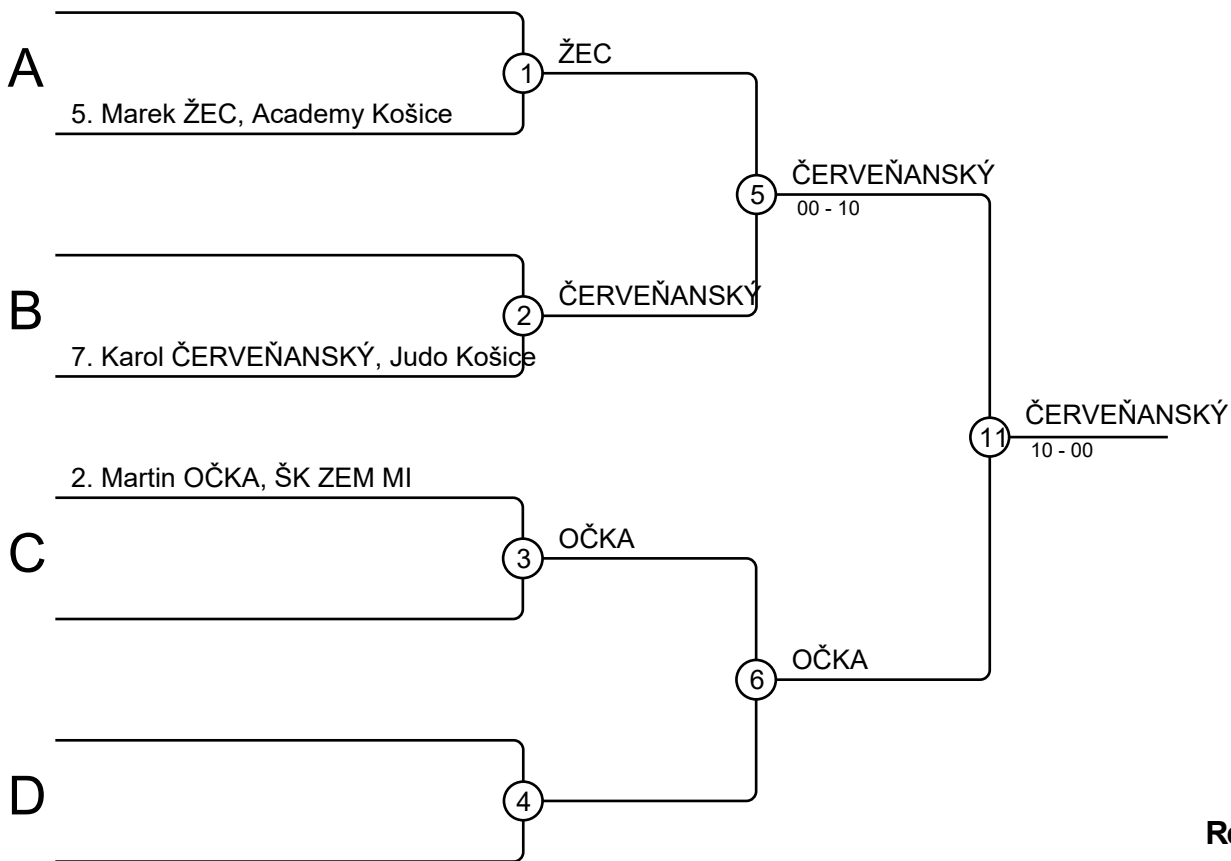 A
1
ŽEC
5. Marek ŽEC, Academy Košice
5
ČERVEŇANSKÝ
00 - 10
B
2
ČERVEŇANSKÝ
7. Karol ČERVEŇANSKÝ, Judo Košice
11
ČERVEŇANSKÝ
10 - 00
2. Martin OČKA, ŠK ZEM MI
C
3
OČKA
6
OČKA
D
4